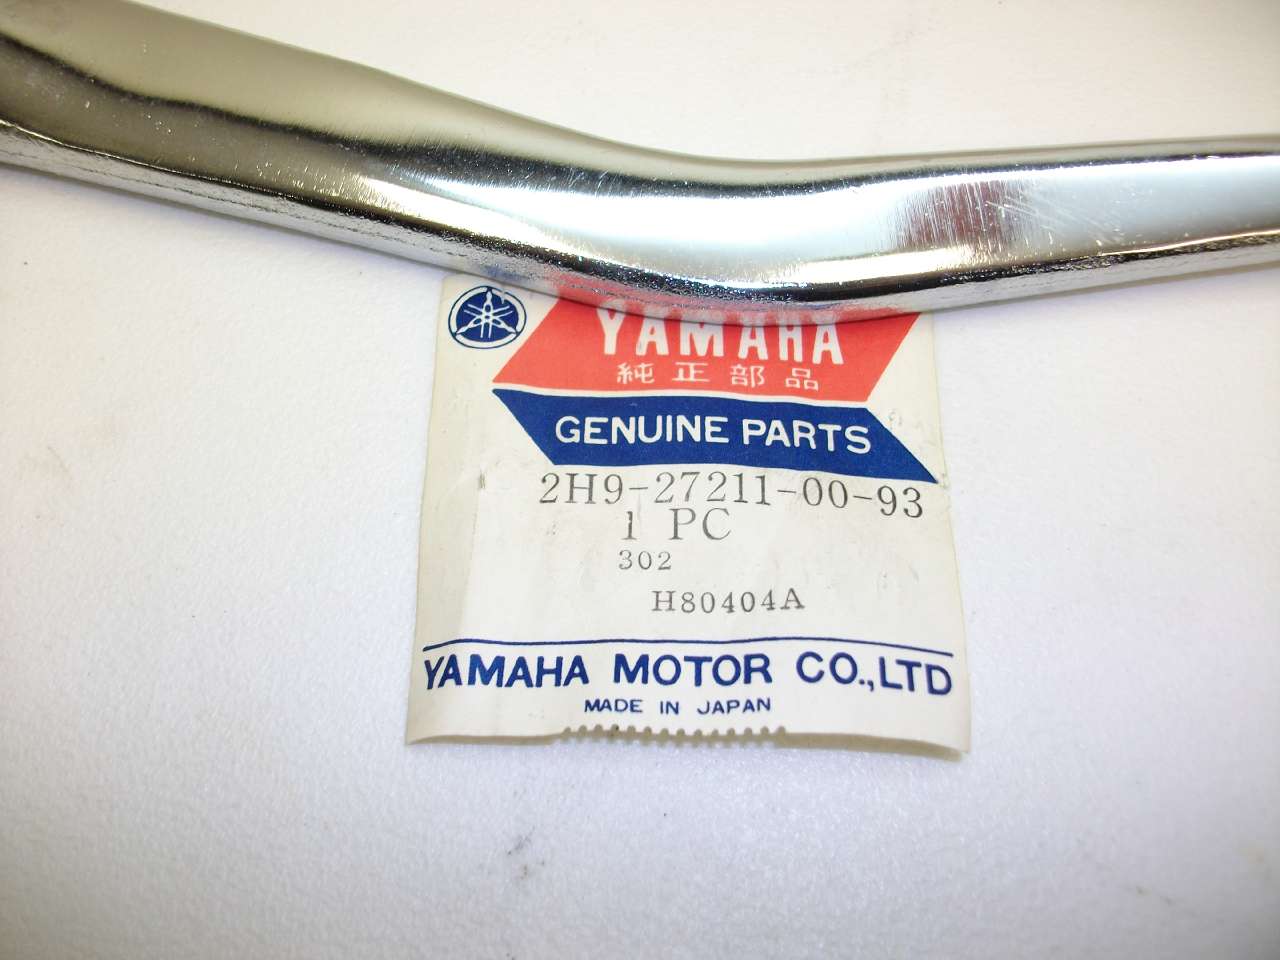 YAMAHA
純正部品
GENUINE PARTS
2H9-27211-00-93
1 PC
302
H80404A
YAMAHA MOTOR CO.,LTD
MADE IN JAPAN